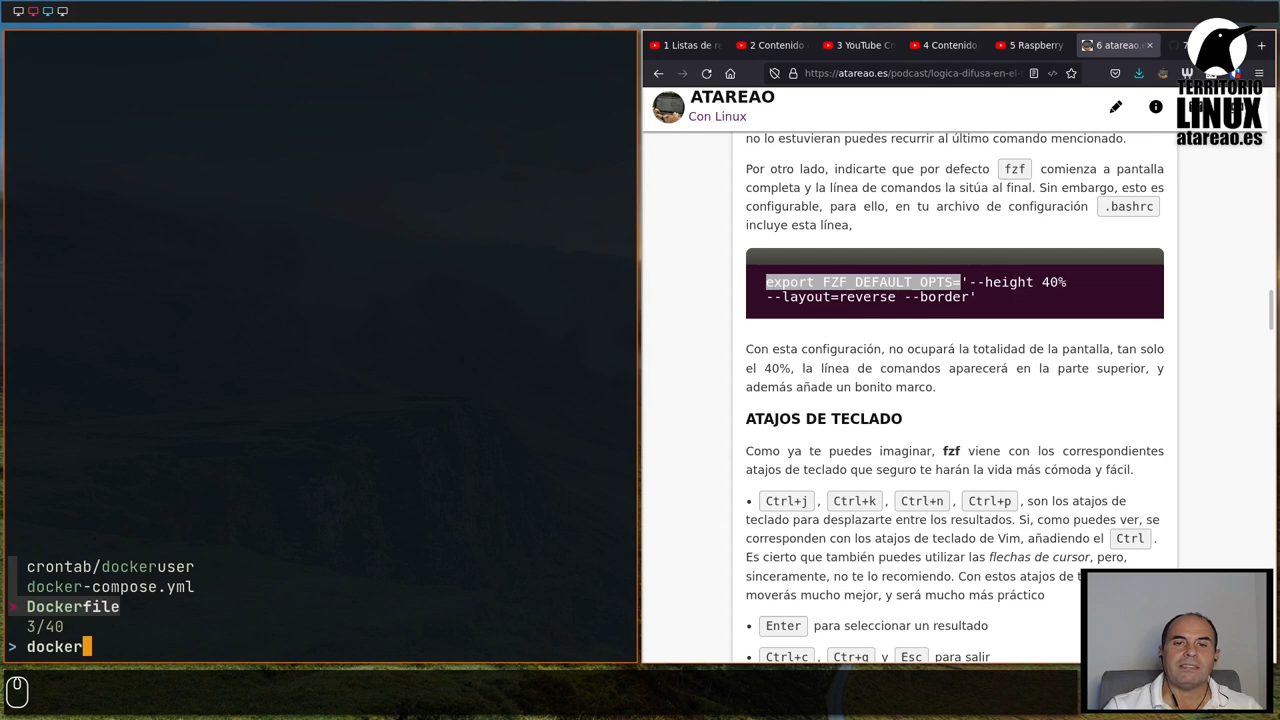 1 Listas de re
2 Contenido
3 YouTube Cr
4 Contenido
5 Raspberry
6 atareao.e
7
https://atareao.es/podcast/logica-difusa-en-el-
TERRITORIO
LINUX
atareao.es
ATAREAO
Con Linux
no lo estuvieran puedes recurrir al último comando mencionado.
Por otro lado, indicarte que por defecto fzf comienza a pantalla
completa y la línea de comandos la sitúa al final. Sin embargo, esto es
configurable, para ello, en tu archivo de configuración .bashrc
incluye esta línea,
export FZF_DEFAULT_OPTS='--height 40%
--layout=reverse --border'
Con esta configuración, no ocupará la totalidad de la pantalla, tan solo
el 40%, la línea de comandos aparecerá en la parte superior, y
además añade un bonito marco.
ATAJOS DE TECLADO
Como ya te puedes imaginar, fzf viene con los correspondientes
atajos de teclado que seguro te harán la vida más cómoda y fácil.
• Ctrl+j , Ctrl+k , Ctrl+n , Ctrl+p , son los atajos de
teclado para desplazarte entre los resultados. Si, como puedes ver, se
corresponden con los atajos de teclado de Vim, añadiendo el Ctrl .
Es cierto que también puedes utilizar las flechas de cursor, pero,
sinceramente, no te lo recomiendo. Con estos atajos de
moverás mucho mejor, y será mucho más práctico
• Enter para seleccionar un resultado
• Ctrl+c , Ctr+g y Esc para salir
crontab/dockeruser
docker-compose.yml
> Dockerfile
3/40
> docker